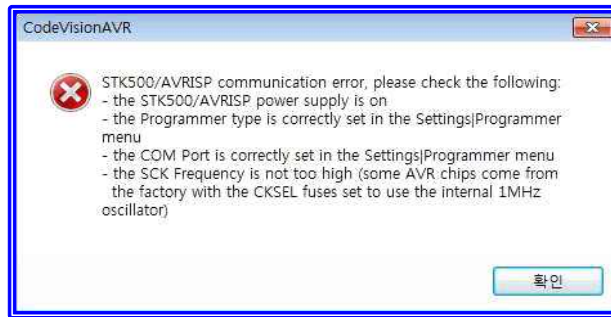 CodeVisionAVR
STK500/AVRISP communication error, please check the following:
- the STK500/AVRISP power supply is on
- the Programmer type is correctly set in the Settings|Programmer
menu
- the COM Port is correctly set in the Settings|Programmer menu
- the SCK Frequency is not too high (some AVR chips come from
the factory with the CKSEL fuses set to use the internal 1MHz
oscillator)
확인